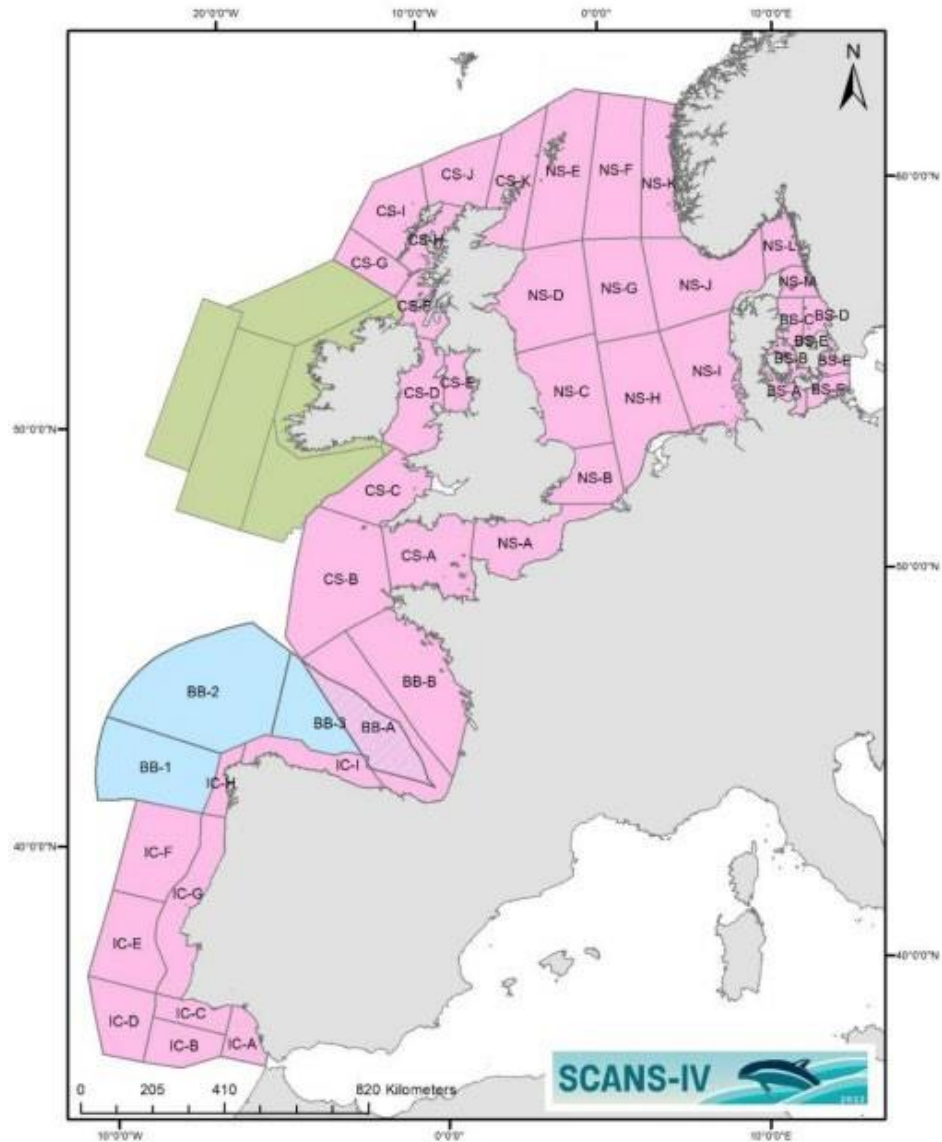 20°0'0"W 10°0'0"W 0°0'0" 10°0'0"E
N
CS-J CS-K NS-E NS-F NS-K
60°0'0"N
CS-I
CS-H
CS-G
NS-L
CS-F
NS-D NS-G NS-J
NS-M
BS-C BS-D
BS-E
CS-D CS-E NS-C NS-H NS-I
BS-B
BS-A BS-F
50°0'0"N
NS-B
CS-C
NS-A
CS-A
50°0'0"N
CS-B
BB-B
BB-2
BB-3 BB-A
BB-1
IC-H IC-I
40°0'0"N
IC-F
IC-G
IC-E
40°0'0"N
IC-D IC-C
IC-B IC-A
SCANS-IV
2022
0 205 410 820 Kilometers
10°0'0"W 0°0'0" 10°0'0"E